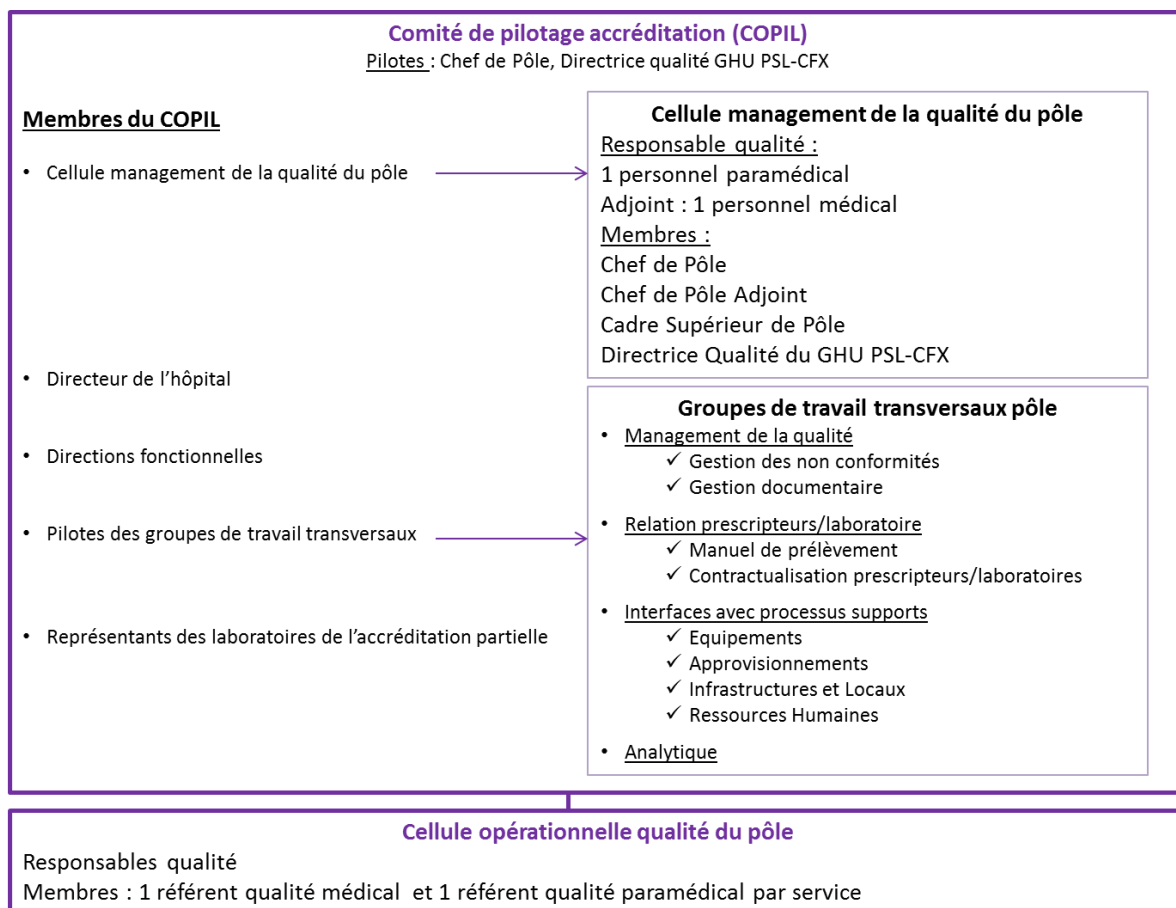 Comité de pilotage accréditation (COPIL)
Pilotes : Chef de Pôle, Directrice qualité GHU PSL-CFX
Membres du COPIL
• Cellule management de la qualité du pôle
• Directeur de l’hôpital
• Directions fonctionnelles
• Pilotes des groupes de travail transversaux
• Représentants des laboratoires de l’accréditation partielle
Cellule management de la qualité du pôle
Responsable qualité :
1 personnel paramédical
Adjoint : 1 personnel médical
Membres :
Chef de Pôle
Chef de Pôle Adjoint
Cadre Supérieur de Pôle
Directrice Qualité du GHU PSL-CFX
Groupes de travail transversaux pôle
• Management de la qualité
✓ Gestion des non conformités
✓ Gestion documentaire
• Relation prescripteurs/laboratoire
✓ Manuel de prélèvement
✓ Contractualisation prescripteurs/laboratoires
• Interfaces avec processus supports
✓ Equipements
✓ Approvisionnements
✓ Infrastructures et Locaux
✓ Ressources Humaines
• Analytique
Cellule opérationnelle qualité du pôle
Responsables qualité
Membres : 1 référent qualité médical et 1 référent qualité paramédical par service